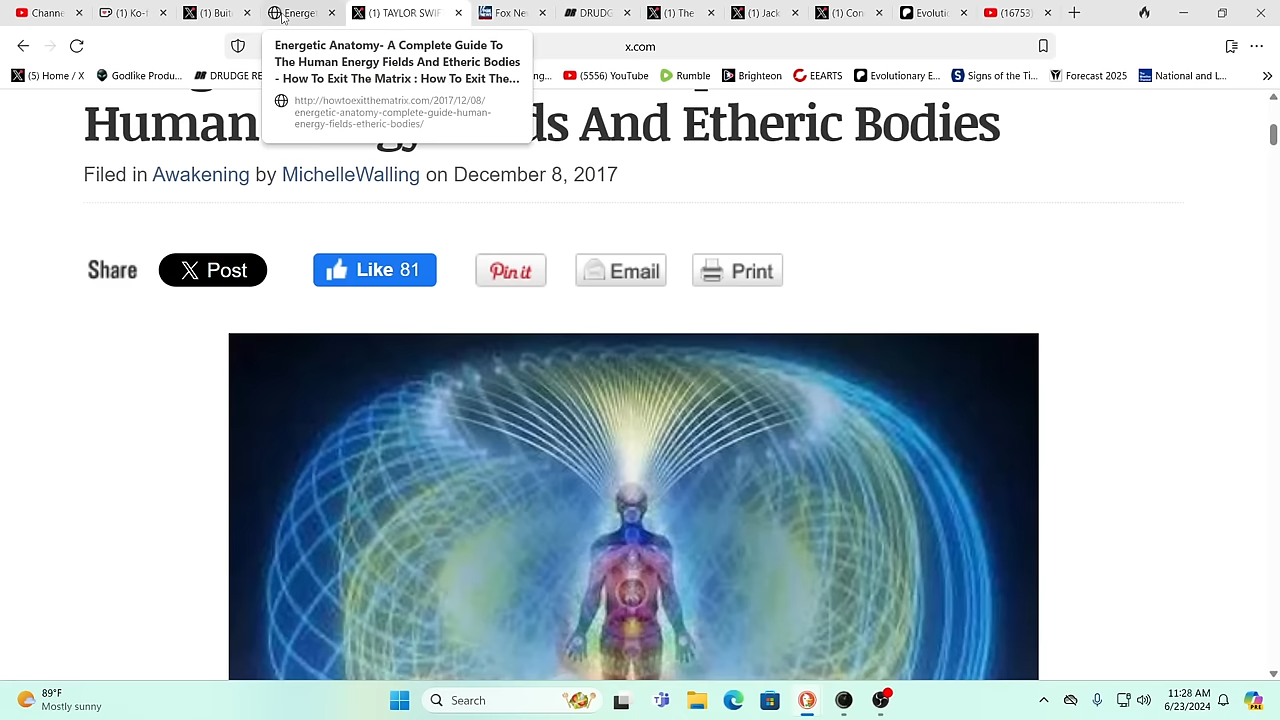 Channe
(1) Ko-f
(1) Buit
Energe
(1) TAYLOR SWIF
Fox Ne
DRUDG
(1) The
(1) Jack
(1) Con
Evoluti
(16753
x.com
Energetic Anatomy- A Complete Guide To
The Human Energy Fields And Etheric Bodies
- How To Exit The Matrix : How To Exit The...
http://howtoexitthematrix.com/2017/12/08/
energetic-anatomy-complete-guide-human-
energy-fields-etheric-bodies/
(5) Home / X
Godlike Produ...
DRUDGE RE
ng...
(5556) YouTube
Rumble
Brighteon
EEARTS
Evolutionary E...
Signs of the Ti...
Forecast 2025
National and L...
Human ds And Etheric Bodies
Filed in Awakening by MichelleWalling on December 8, 2017
Share
Post
Like 81
Pin it
Email
Print
89°F
Mostly sunny
Search
1:28 AM
6/23/2024